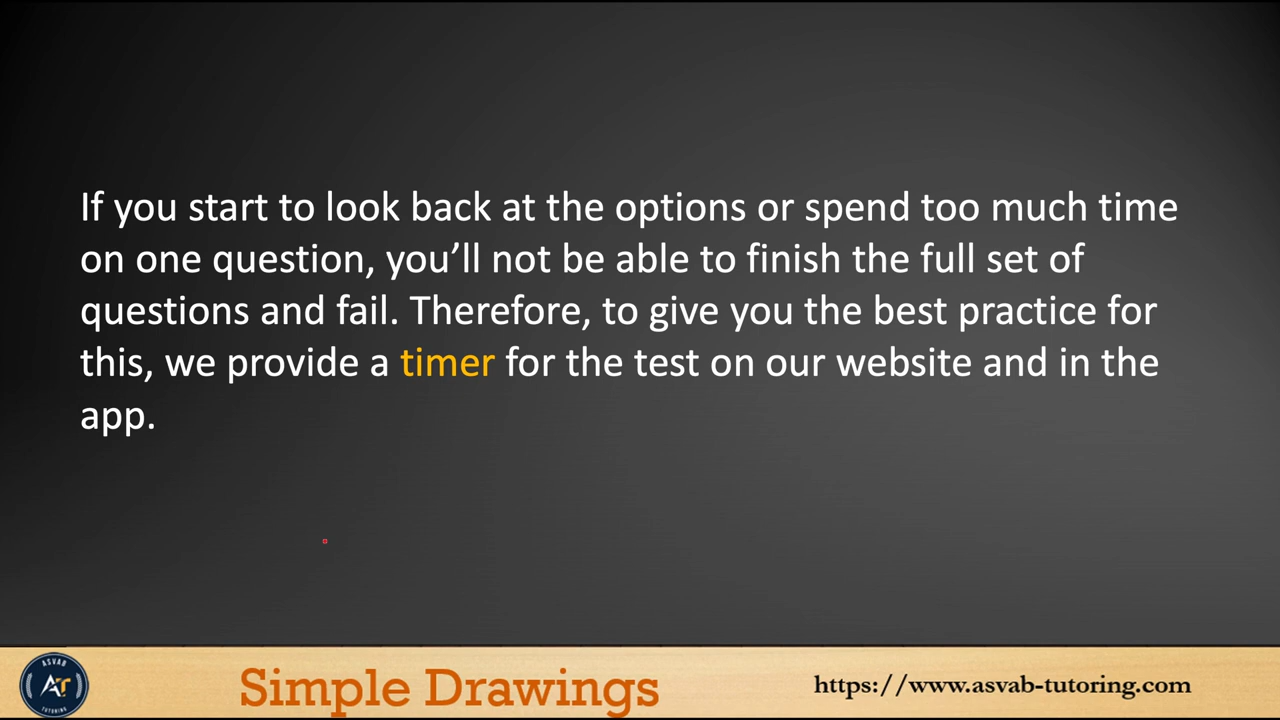 If you start to look back at the options or spend too much time
on one question, you’ll not be able to finish the full set of
questions and fail. Therefore, to give you the best practice for
this, we provide a timer for the test on our website and in the
app.
ASVAB
AT
TUTORING
Simple Drawings
https://www.asvab-tutoring.com